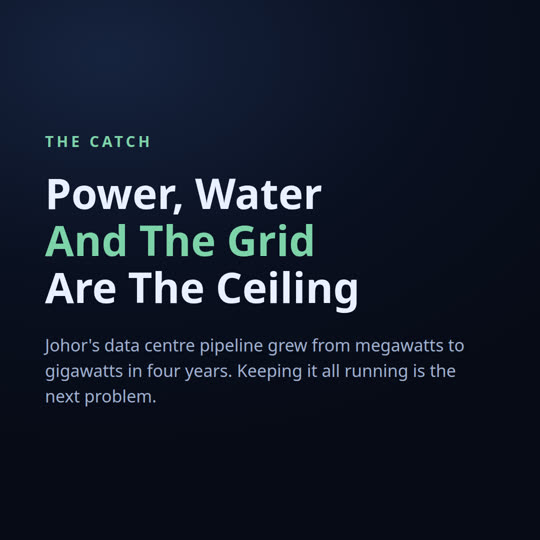 THE CATCH
Power, Water
And The Grid
Are The Ceiling
Johor's data centre pipeline grew from megawatts to
gigawatts in four years. Keeping it all running is the
next problem.